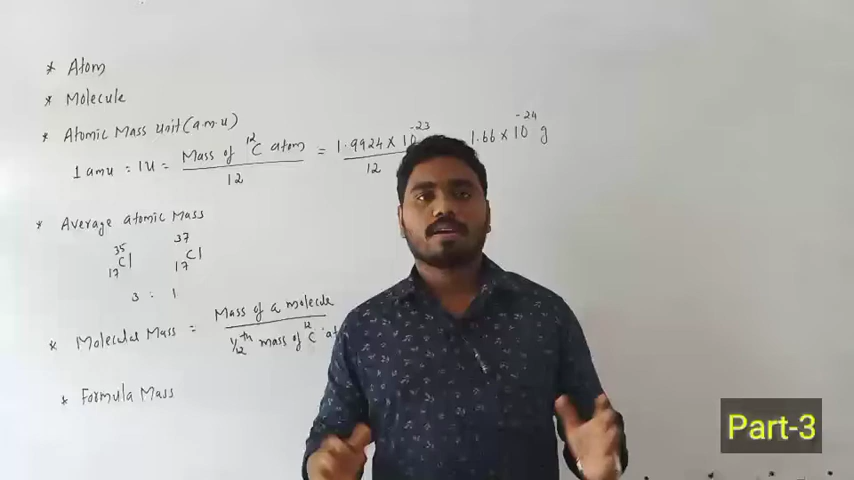 * Atom
* Molecule
* Atomic Mass unit (a.m.u)
1 amu = 1u = Mass of ¹²C atom / 12 = 1.9924 × 10⁻²³ / 12 1.66 × 10⁻²⁴ g
* Average atomic Mass
³⁵₁₇Cl ³⁷₁₇Cl
3 : 1
* Molecular Mass = Mass of a molecule / 1/12 th mass of ¹²C
* Formula Mass
Part-3